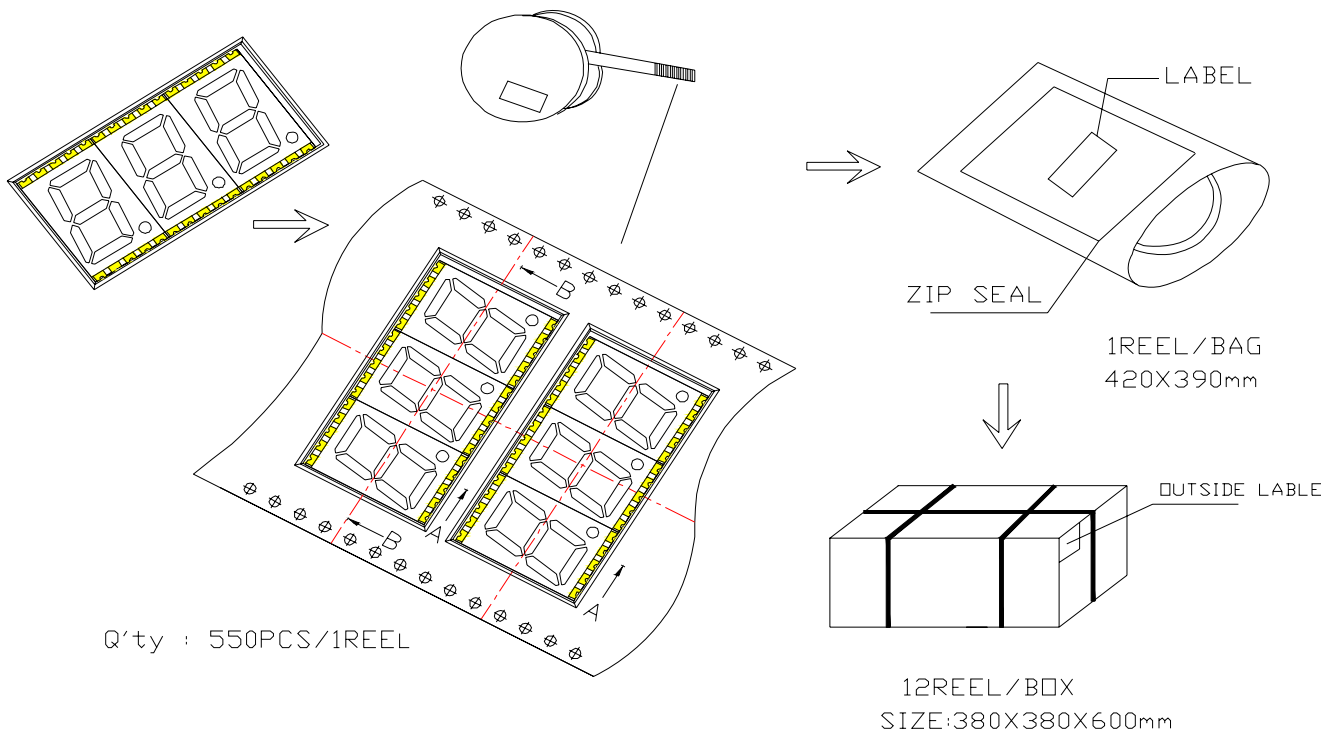 LABEL
ZIP SEAL
1REEL/BAG
420X390mm
B
B
A
A
OUTSIDE LABLE
Q'ty : 550PCS/1REEL
12REEL/BOX
SIZE:380X380X600mm